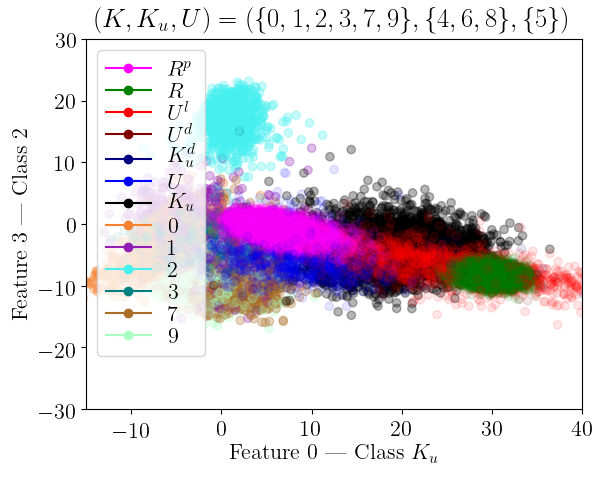 (K, K_u, U) = ({0, 1, 2, 3, 7, 9}, {4, 6, 8}, {5})
30
20
10
0
−10
−20
−30
Feature 3 — Class 2
R^p
R
U^l
U^d
K_u^d
U
K_u
0
1
2
3
7
9
−10
0
10
20
30
40
Feature 0 — Class K_u